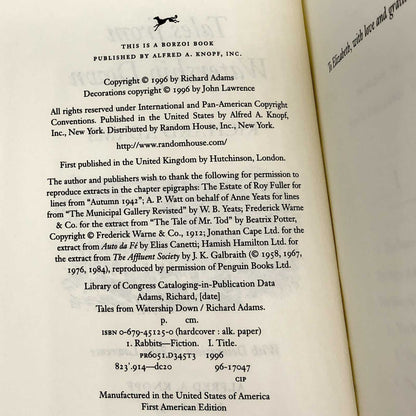 THIS IS A BORZOI BOOK
PUBLISHED BY ALFRED A. KNOPF, INC.
Copyright © 1996 by Richard Adams
Decorations copyright © 1996 by John Lawrence
All rights reserved under International and Pan-American Copyright
Conventions. Published in the United States by Alfred A. Knopf,
Inc., New York. Distributed by Random House, Inc., New York.
http://www.randomhouse.com/
First published in the United Kingdom by Hutchinson, London.
The author and publishers wish to thank the following for permission to
reproduce extracts in the chapter epigraphs: The Estate of Roy Fuller for
lines from "Autumn 1942"; A. P. Watt on behalf of Anne Yeats for lines
from "The Municipal Gallery Revisted" by W. B. Yeats; Frederick Warne
& Co. for the extract from "The Tale of Mr. Tod" by Beatrix Potter,
Copyright © Frederick Warne & Co., 1912; Jonathan Cape Ltd. for the
extract from Auto da Fé by Elias Canetti; Hamish Hamilton Ltd. for the
extract from The Affluent Society by J. K. Galbraith (© 1958, 1967,
1976, 1984), reproduced by permission of Penguin Books Ltd.
Library of Congress Cataloging-in-Publication Data
Adams, Richard, [date]
Tales from Watership Down / Richard Adams.
p. cm.
ISBN 0-679-45125-0 (hardcover : alk. paper)
1. Rabbits—Fiction. I. Title.
PR6051.D345T3 1996
823'.914—dc20 96-17047
CIP
Manufactured in the United States of America
First American Edition
To Elizabeth, with love and